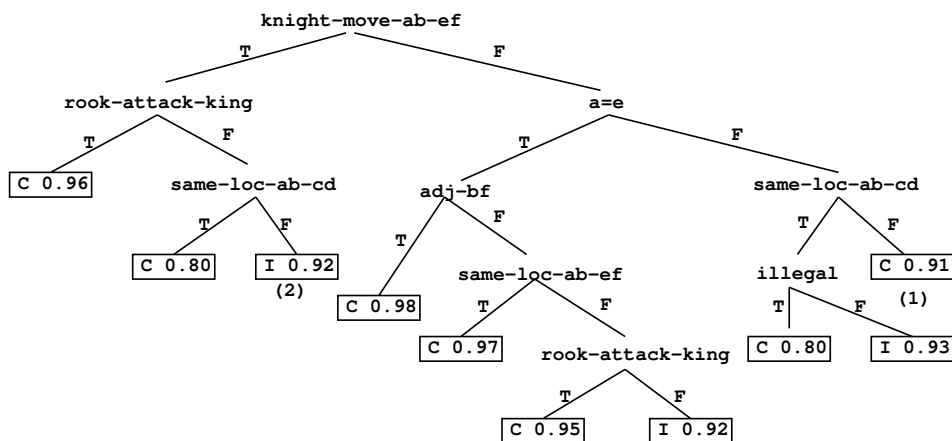 knight-move-ab-ef
T F
rook-attack-king a=e
T F T F
C 0.96 same-loc-ab-cd adj-bf same-loc-ab-cd
T F T F T F
C 0.80 I 0.92 same-loc-ab-ef illegal C 0.91
(2) C 0.98 T F T F (1)
C 0.97 rook-attack-king C 0.80 I 0.93
T F
C 0.95 I 0.92